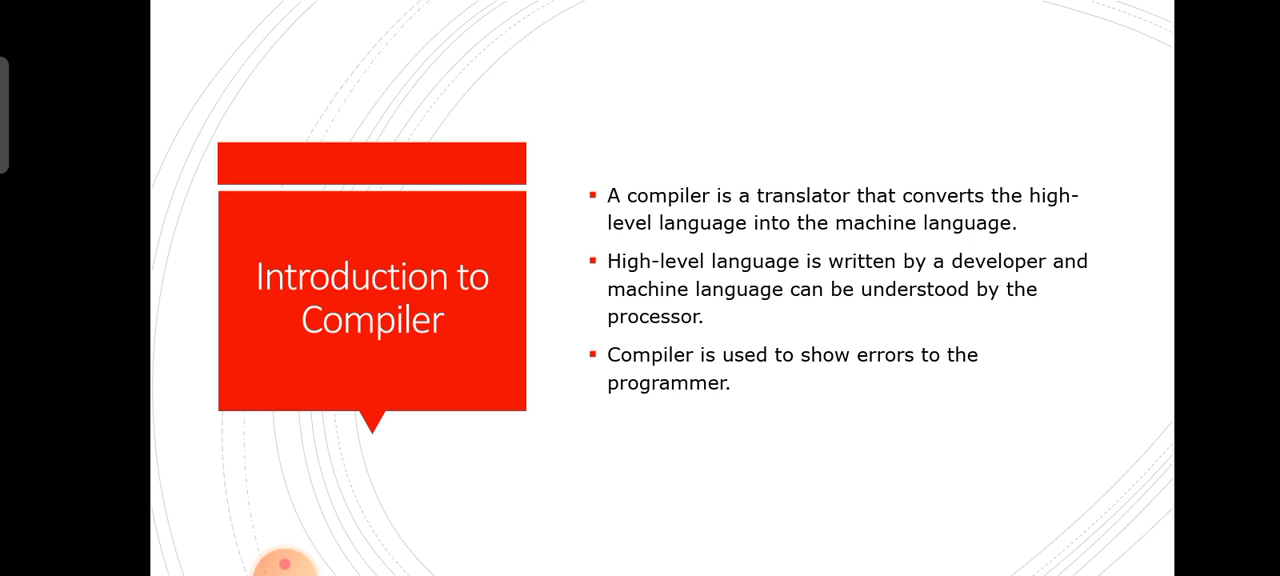 Introduction to
Compiler
A compiler is a translator that converts the high-
level language into the machine language.
High-level language is written by a developer and
machine language can be understood by the
processor.
Compiler is used to show errors to the
programmer.